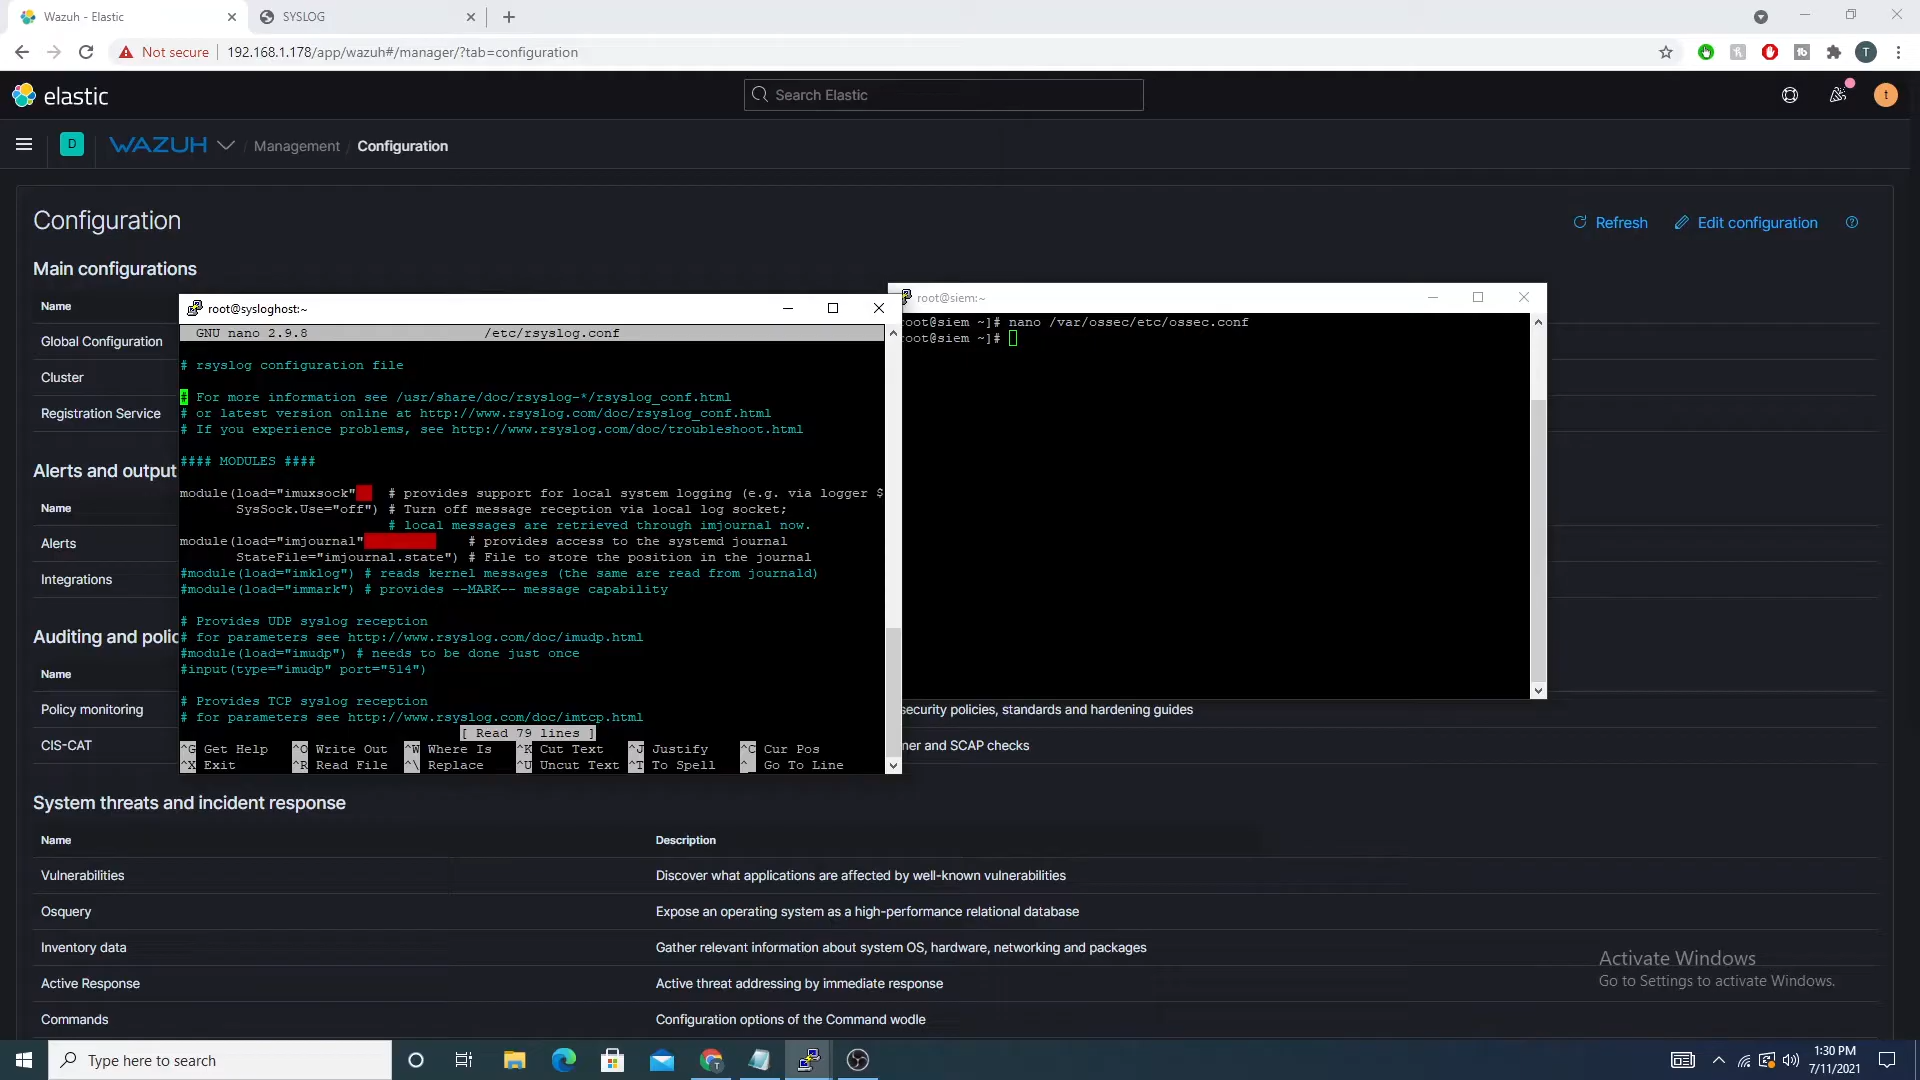 Wazuh - Elastic
SYSLOG
Not secure
192.168.1.178/app/wazuh#/manager/?tab=configuration
T
elastic
Search Elastic
t
D
WAZUH
/ Management / Configuration
Configuration
Refresh
Edit configuration
Main configurations
Name
Global Configuration
Cluster
Registration Service
Alerts and output
Name
Alerts
Integrations
Auditing and polic
Name
Policy monitoring
security policies, standards and hardening guides
CIS-CAT
ner and SCAP checks
System threats and incident response
Name
Description
Vulnerabilities
Discover what applications are affected by well-known vulnerabilities
Osquery
Expose an operating system as a high-performance relational database
Inventory data
Gather relevant information about system OS, hardware, networking and packages
Active Response
Active threat addressing by immediate response
Commands
Configuration options of the Command wodle
root@sysloghost:~
GNU nano 2.9.8
/etc/rsyslog.conf
# rsyslog configuration file
# For more information see /usr/share/doc/rsyslog-*/rsyslog_conf.html
# or latest version online at http://www.rsyslog.com/doc/rsyslog_conf.html
# If you experience problems, see http://www.rsyslog.com/doc/troubleshoot.html
#### MODULES ####
module(load="imuxsock" # provides support for local system logging (e.g. via logger $
SysSock.Use="off") # Turn off message reception via local log socket;
# local messages are retrieved through imjournal now.
module(load="imjournal" # provides access to the systemd journal
StateFile="imjournal.state") # File to store the position in the journal
#module(load="imklog") # reads kernel messages (the same are read from journald)
#module(load="immark") # provides --MARK-- message capability
# Provides UDP syslog reception
# for parameters see http://www.rsyslog.com/doc/imudp.html
#module(load="imudp") # needs to be done just once
#input(type="imudp" port="514")
# Provides TCP syslog reception
# for parameters see http://www.rsyslog.com/doc/imtcp.html
[ Read 79 lines ]
^G Get Help ^O Write Out ^W Where Is ^K Cut Text ^J Justify ^C Cur Pos
^X Exit ^R Read File ^\ Replace ^U Uncut Text ^T To Spell ^_ Go To Line
root@siem:~
root@siem ~]# nano /var/ossec/etc/ossec.conf
root@siem ~]#
Activate Windows
Go to Settings to activate Windows.
Type here to search
1:30 PM
7/11/2021